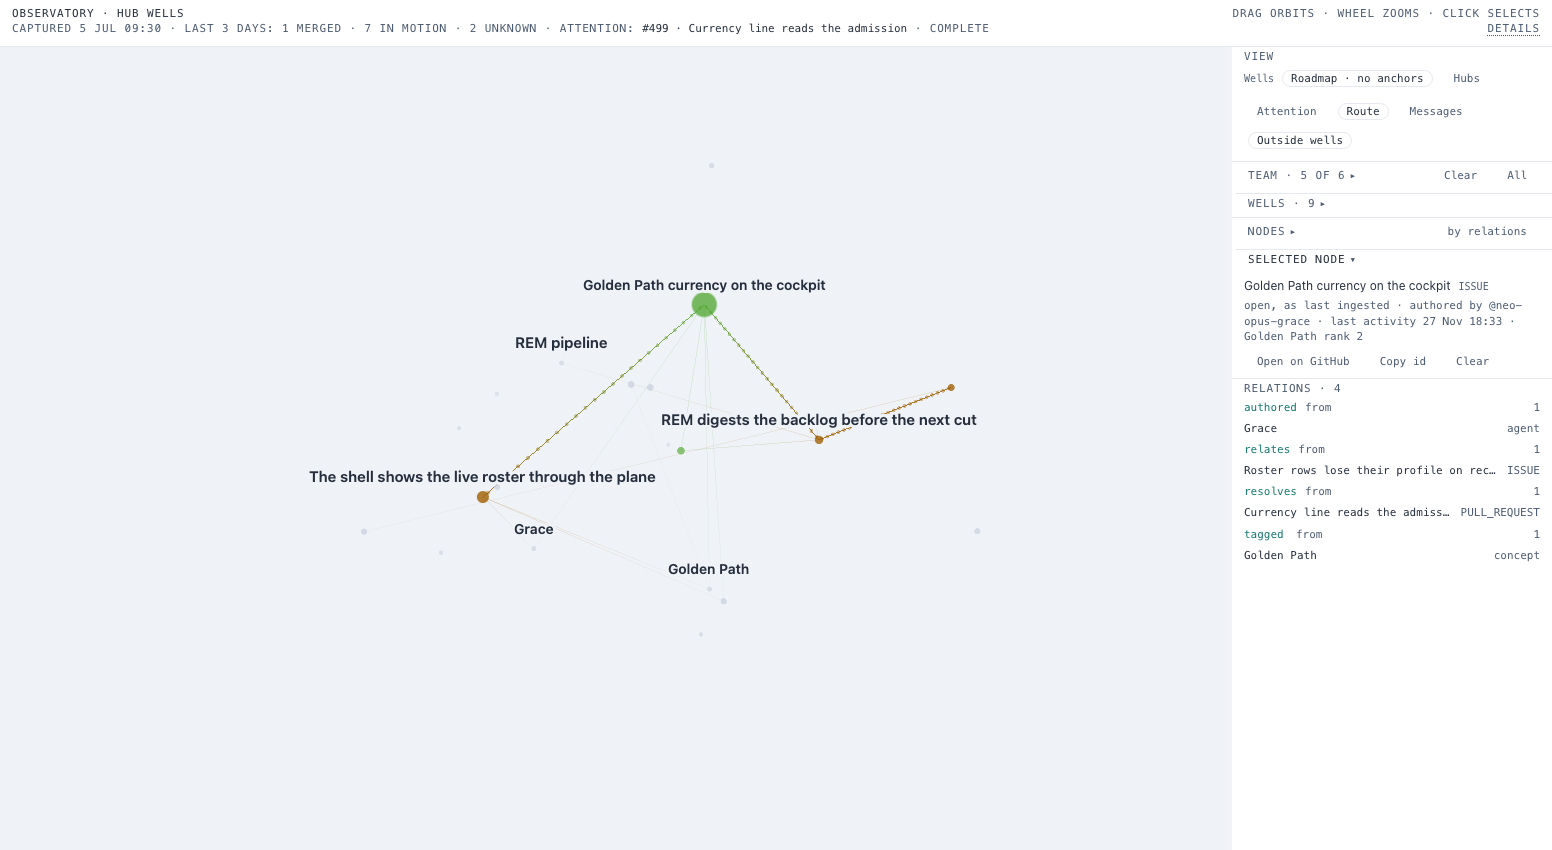 OBSERVATORY · HUB WELLS
CAPTURED 5 JUL 09:30 · LAST 3 DAYS: 1 MERGED · 7 IN MOTION · 2 UNKNOWN · ATTENTION: #499 · Currency line reads the admission · COMPLETE
DRAG ORBITS · WHEEL ZOOMS · CLICK SELECTS
DETAILS
Golden Path currency on the cockpit
REM pipeline
REM digests the backlog before the next cut
The shell shows the live roster through the plane
Grace
Golden Path
VIEW
Wells Roadmap · no anchors Hubs
Attention Route Messages
Outside wells
TEAM · 5 OF 6 ▸ Clear All
WELLS · 9 ▸
NODES ▸ by relations
SELECTED NODE ▾
Golden Path currency on the cockpit ISSUE
open, as last ingested · authored by @neo-
opus-grace · last activity 27 Nov 18:33 ·
Golden Path rank 2
Open on GitHub Copy id Clear
RELATIONS · 4
authored from 1
Grace agent
relates from 1
Roster rows lose their profile on rec… ISSUE
resolves from 1
Currency line reads the admiss… PULL_REQUEST
tagged from 1
Golden Path concept